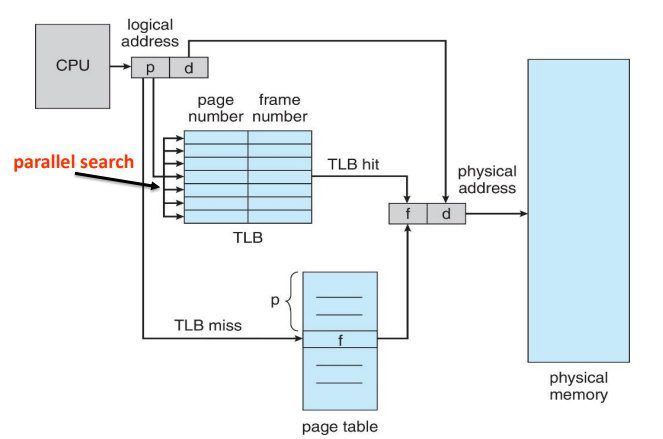 logical
address
CPU
p d
page
number
frame
number
parallel search
TLB hit
physical
address
f d
TLB
p
TLB miss
f
page table
physical
memory